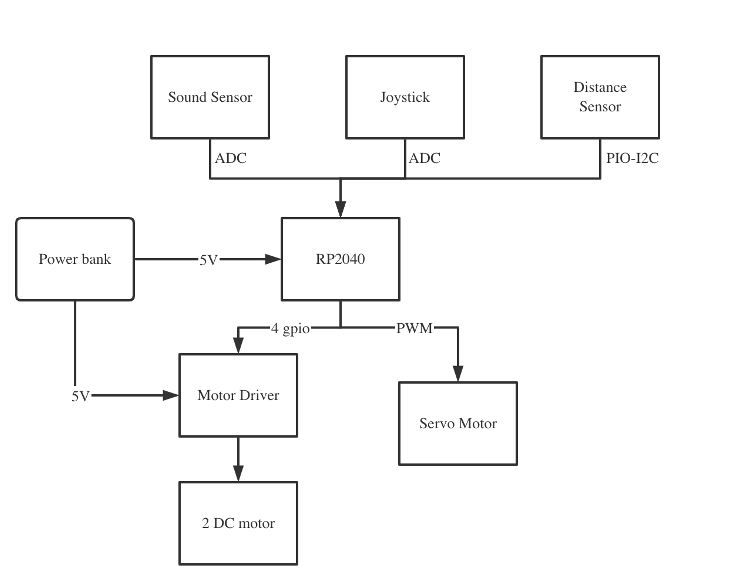 Sound Sensor
Joystick
Distance
Sensor
ADC
ADC
PIO-I2C
Power bank
5V
RP2040
4 gpio
PWM
5V
Motor Driver
Servo Motor
2 DC motor